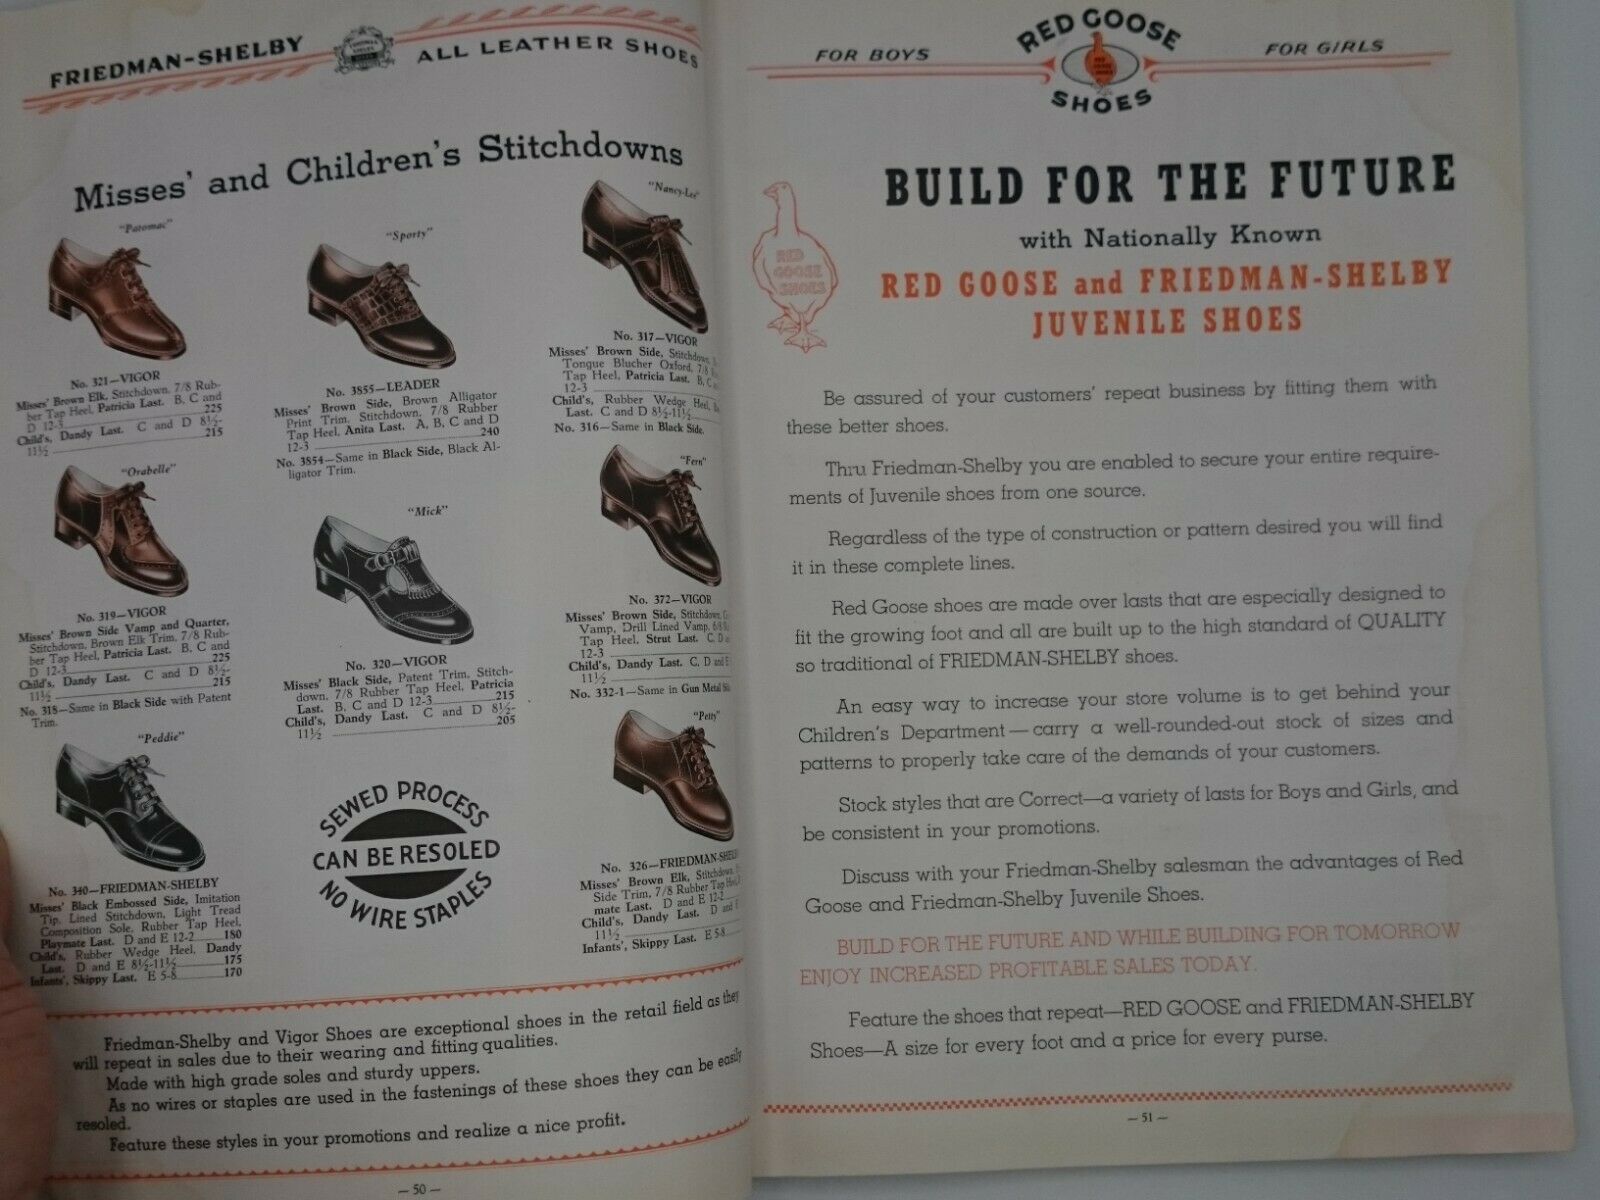 FRIEDMAN-SHELBY ALL LEATHER SHOES
Misses' and Children's Stitchdowns
"Potomac"
No. 321—VIGOR
Misses' Brown Elk, Stitchdown, 7/8 Rub-
ber Tap Heel, Patricia Last. B, C and
D 12-3 225
Child's, Dandy Last. C and D 8½-
11½ 215
"Orabelle"
No. 319—VIGOR
Misses' Brown Side Vamp and Quarter,
Stitchdown, Brown Elk Trim, 7/8 Rub-
ber Tap Heel, Patricia Last. B, C and
D 12-3 225
Child's, Dandy Last. C and D 8½-
11½ 215
No. 318—Same in Black Side with Patent
Trim.
"Peddie"
No. 340—FRIEDMAN-SHELBY
Misses' Black Embossed Side, Imitation
Tip, Lined Stitchdown, Light Tread
Composition Sole, Rubber Tap Heel,
Playmate Last. D and E 12-2 180
Child's, Rubber Wedge Heel, Dandy
Last. D and E 8½-11½ 175
Infants', Skippy Last. E 5-8 170
"Sporty"
No. 3855—LEADER
Misses' Brown Side, Brown Alligator
Print Trim, Stitchdown, 7/8 Rubber
Tap Heel, Anita Last. A, B, C and D
12-3 240
No. 3854—Same in Black Side, Black Al-
ligator Trim.
"Mick"
No. 320—VIGOR
Misses' Black Side, Patent Trim, Stitch-
down, 7/8 Rubber Tap Heel, Patricia
Last. B, C and D 12-3 215
Child's, Dandy Last. C and D 8½-
11½ 205
SEWED PROCESS
CAN BE RESOLED
NO WIRE STAPLES
"Nancy-Lee"
No. 317—VIGOR
Misses' Brown Side, Stitchdown,
Tongue Blucher Oxford, 7/8
Tap Heel, Patricia Last. B, C
12-3
Child's, Rubber Wedge Heel,
Last. C and D 8½-11½
No. 316—Same in Black Side.
"Fern"
No. 372—VIGOR
Misses' Brown Side, Stitchdown,
Vamp, Drill Lined Vamp, 6/8
Tap Heel, Strut Last. C, D
12-3
Child's, Dandy Last. C, D and E
11½
No. 332-1—Same in Gun Metal
"Petty"
No. 326—FRIEDMAN-SHELBY
Misses' Brown Elk, Stitchdown,
Side Trim, 7/8 Rubber Tap Heel,
mate Last. D and E 12-2
Child's, Dandy Last. D and E
11½
Infants', Skippy Last. E 5-8
Friedman-Shelby and Vigor Shoes are exceptional shoes in the retail field as they
will repeat in sales due to their wearing and fitting qualities.
Made with high grade soles and sturdy uppers.
As no wires or staples are used in the fastenings of these shoes they can be easily
resoled.
Feature these styles in your promotions and realize a nice profit.
— 50 —
FOR BOYS RED GOOSE SHOES FOR GIRLS
RED GOOSE SHOES
BUILD FOR THE FUTURE
with Nationally Known
RED GOOSE and FRIEDMAN-SHELBY
JUVENILE SHOES
Be assured of your customers' repeat business by fitting them with
these better shoes.
Thru Friedman-Shelby you are enabled to secure your entire require-
ments of Juvenile shoes from one source.
Regardless of the type of construction or pattern desired you will find
it in these complete lines.
Red Goose shoes are made over lasts that are especially designed to
fit the growing foot and all are built up to the high standard of QUALITY
so traditional of FRIEDMAN-SHELBY shoes.
An easy way to increase your store volume is to get behind your
Children's Department — carry a well-rounded-out stock of sizes and
patterns to properly take care of the demands of your customers.
Stock styles that are Correct—a variety of lasts for Boys and Girls, and
be consistent in your promotions.
Discuss with your Friedman-Shelby salesman the advantages of Red
Goose and Friedman-Shelby Juvenile Shoes.
BUILD FOR THE FUTURE AND WHILE BUILDING FOR TOMORROW
ENJOY INCREASED PROFITABLE SALES TODAY.
Feature the shoes that repeat—RED GOOSE and FRIEDMAN-SHELBY
Shoes—A size for every foot and a price for every purse.
— 51 —